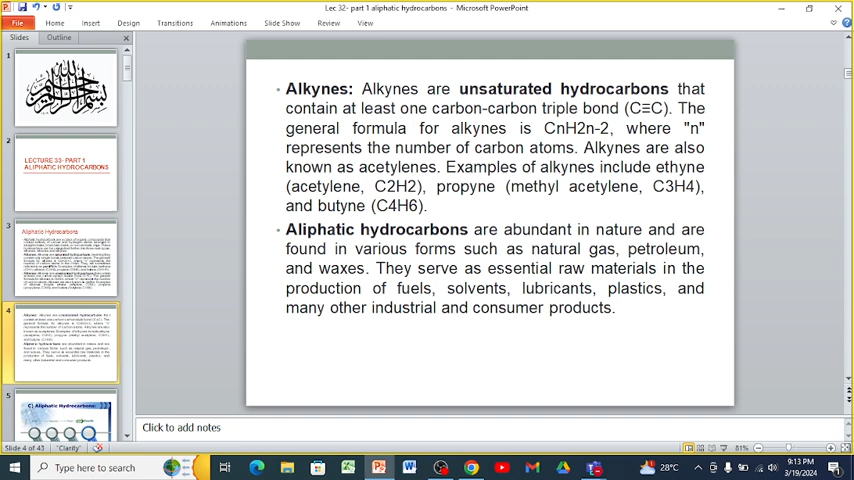 Lec 32- part 1 aliphatic hydrocarbons - Microsoft PowerPoint
File Home Insert Design Transitions Animations Slide Show Review View
Slides Outline
1
2
LECTURE 33- PART 1
ALIPHATIC HYDROCARBONS
3
Aliphatic Hydrocarbons
4
5
C) Aliphatic Hydrocarbons:
• Alkynes: Alkynes are unsaturated hydrocarbons that
contain at least one carbon-carbon triple bond (C≡C). The
general formula for alkynes is CnH2n-2, where "n"
represents the number of carbon atoms. Alkynes are also
known as acetylenes. Examples of alkynes include ethyne
(acetylene, C2H2), propyne (methyl acetylene, C3H4),
and butyne (C4H6).
• Aliphatic hydrocarbons are abundant in nature and are
found in various forms such as natural gas, petroleum,
and waxes. They serve as essential raw materials in the
production of fuels, solvents, lubricants, plastics, and
many other industrial and consumer products.
Click to add notes
Slide 4 of 43 "Clarity" 81%
Type here to search 28°C 9:13 PM
3/19/2024